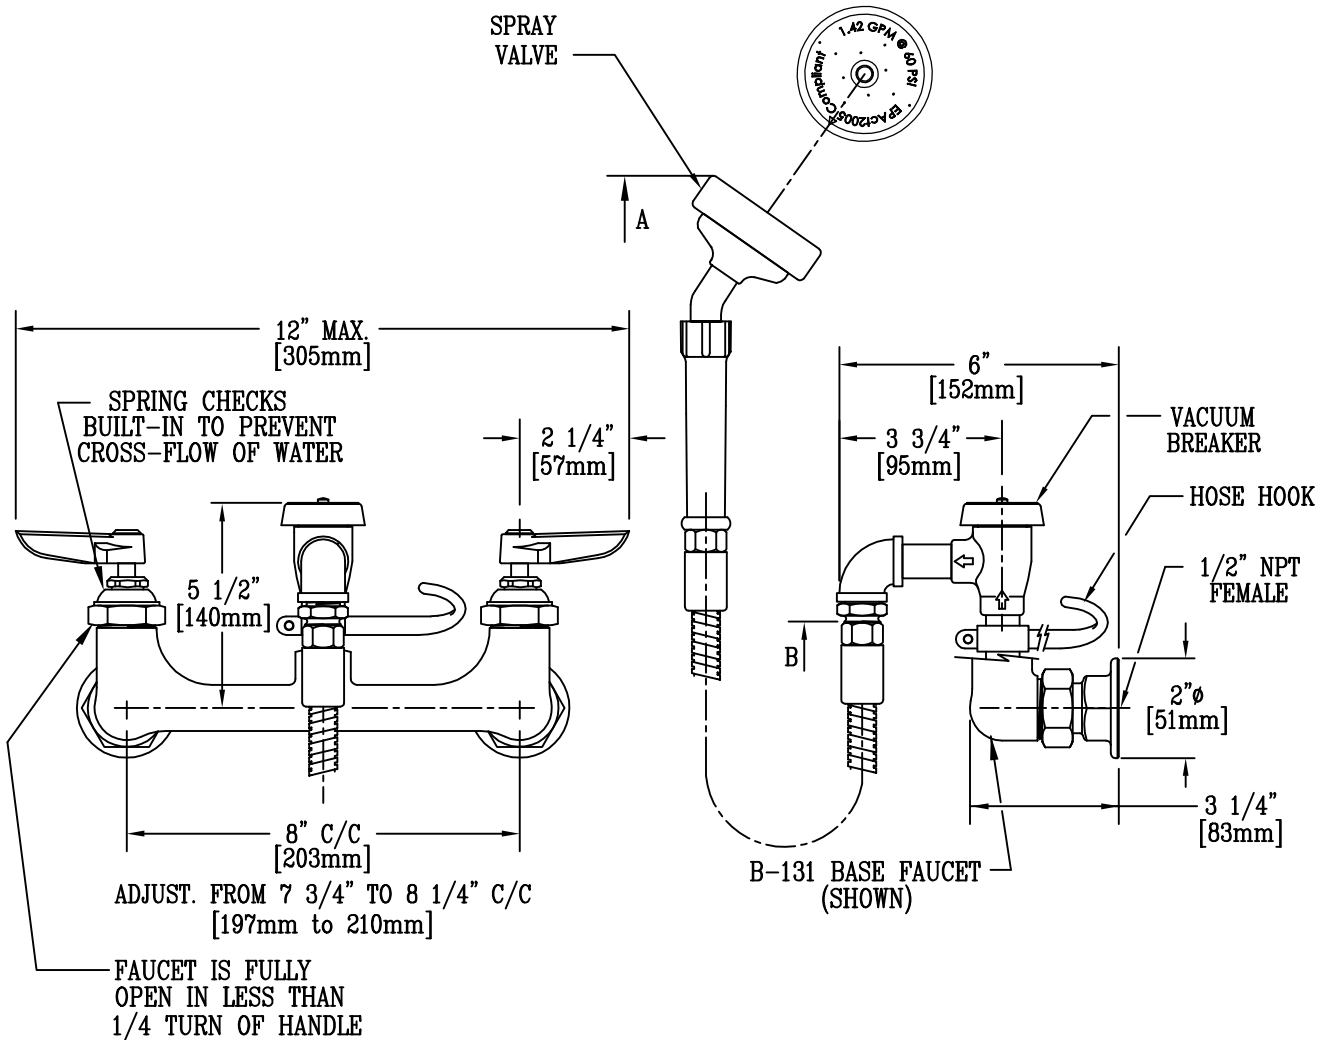 SPRAY
VALVE
1.42 GPM @ 60 PSI
EPAct2005 Compliant
A
12" MAX.
[305mm]
SPRING CHECKS
BUILT-IN TO PREVENT
CROSS-FLOW OF WATER
2 1/4"
[57mm]
6"
[152mm]
3 3/4"
[95mm]
VACUUM
BREAKER
HOSE HOOK
1/2" NPT
FEMALE
5 1/2"
[140mm]
B
2"ø
[51mm]
3 1/4"
[83mm]
8" C/C
[203mm]
ADJUST. FROM 7 3/4" TO 8 1/4" C/C
[197mm to 210mm]
B-131 BASE FAUCET
(SHOWN)
FAUCET IS FULLY
OPEN IN LESS THAN
1/4 TURN OF HANDLE